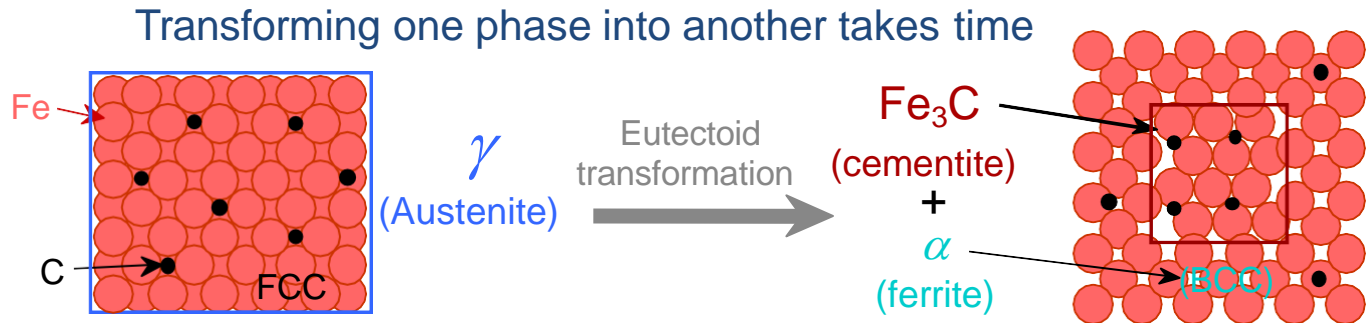 Transforming one phase into another takes time
Fe
C
FCC
γ
(Austenite)
Eutectoid
transformation
Fe₃C
(cementite)
+
α
(ferrite)
(BCC)